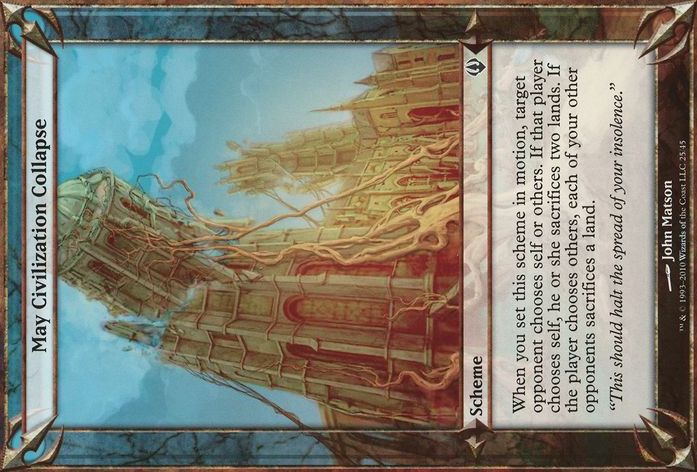 May Civilization Collapse
Scheme
When you set this scheme in motion, target
opponent chooses self or others. If that player
chooses self, he or she sacrifices two lands. If
the player chooses others, each of your other
opponents sacrifices a land.
“This should halt the spread of your insolence.”
John Matson
™ & © 1993–2010 Wizards of the Coast LLC 25/45